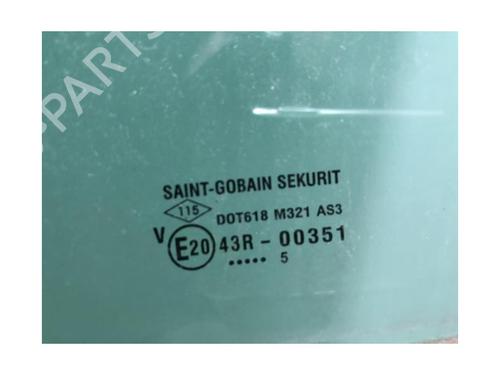 PARTS
SAINT-GOBAIN SEKURIT
115 DOT618 M321 AS3
V E20 43R - 00351
..... 5